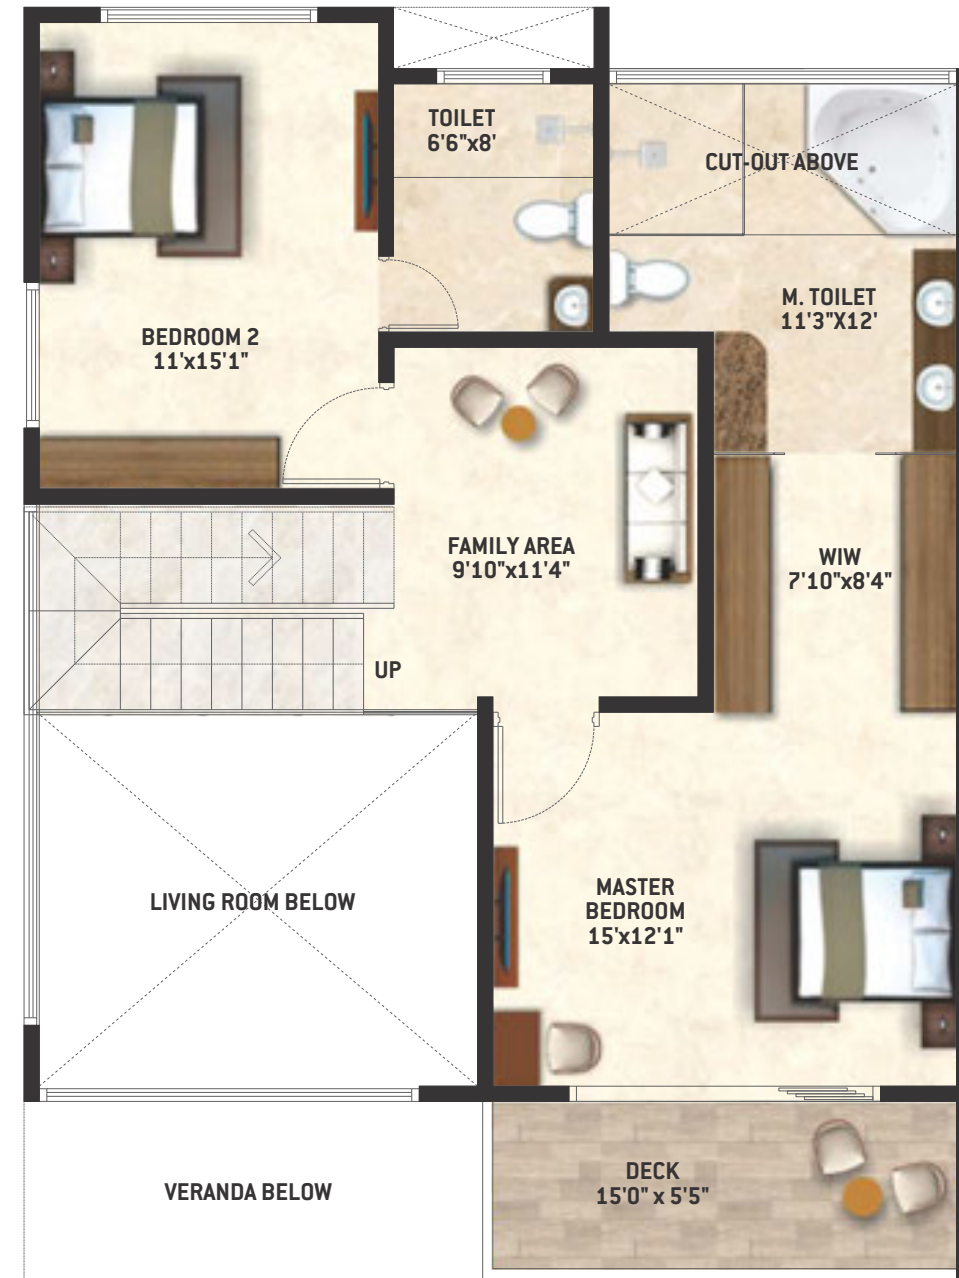 TOILET
6'6"x8'
CUT-OUT ABOVE
M. TOILET
11'3"X12'
BEDROOM 2
11'x15'1"
FAMILY AREA
9'10"x11'4"
WIW
7'10"x8'4"
UP
LIVING ROOM BELOW
MASTER
BEDROOM
15'x12'1"
DECK
15'0" x 5'5"
VERANDA BELOW